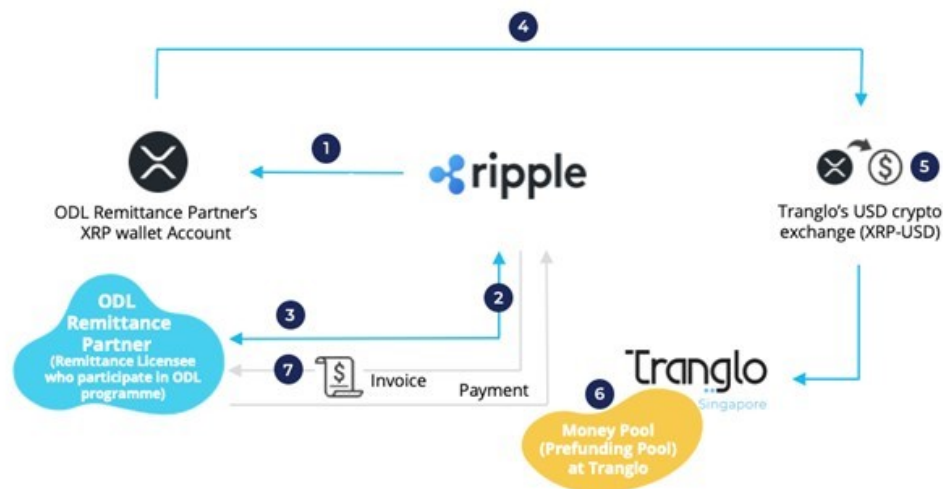 4
1
ripple
5
ODL Remittance Partner’s
XRP wallet Account
Tranglo’s USD crypto
exchange (XRP-USD)
ODL
Remittance
Partner
(Remittance Licensee
who participate in ODL
programme)
3
2
7
$
Invoice
Payment
Tranglo
Singapore
6
Money Pool
(Prefunding Pool)
at Tranglo